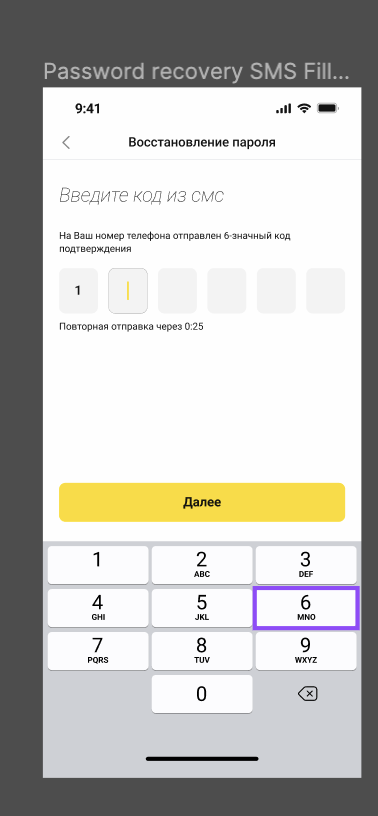 Password recovery SMS Fill...
9:41
Восстановление пароля
Введите код из смс
На Ваш номер телефона отправлен 6-значный код
подтверждения
1
Повторная отправка через 0:25
Далее
1 2 3
ABC DEF
4 5 6
GHI JKL MNO
7 8 9
PQRS TUV WXYZ
0